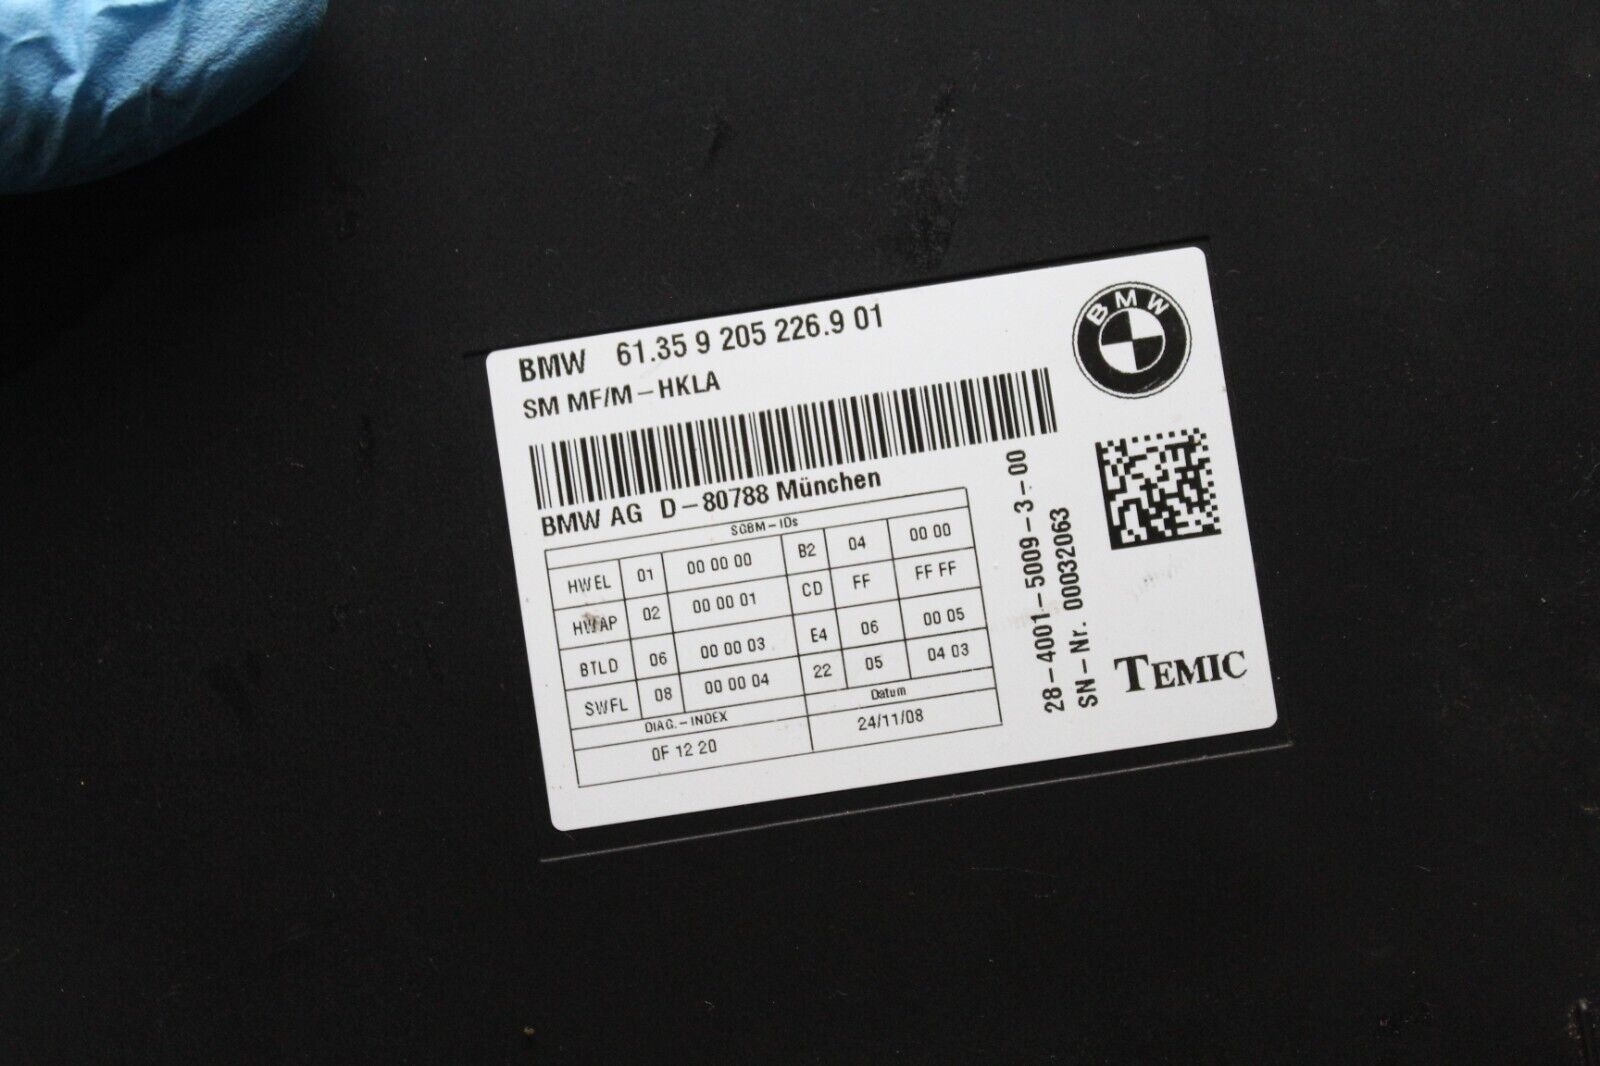 BMW 61.35 9 205 226.9 01
SM MF/M-HKLA
BMW
BMW AG D-80788 München
SGBM-IDs
HWEL 01 00 00 00 B2 04 00 00
HWAP 02 00 00 01 CD FF FF FF
BTLD 06 00 00 03 E4 06 00 05
SWFL 08 00 00 04 22 05 04 03
DIAG.-INDEX Datum
0F 12 20 24/11/08
28-4001-5009-3-00
SN-Nr. 00032063
TEMIC